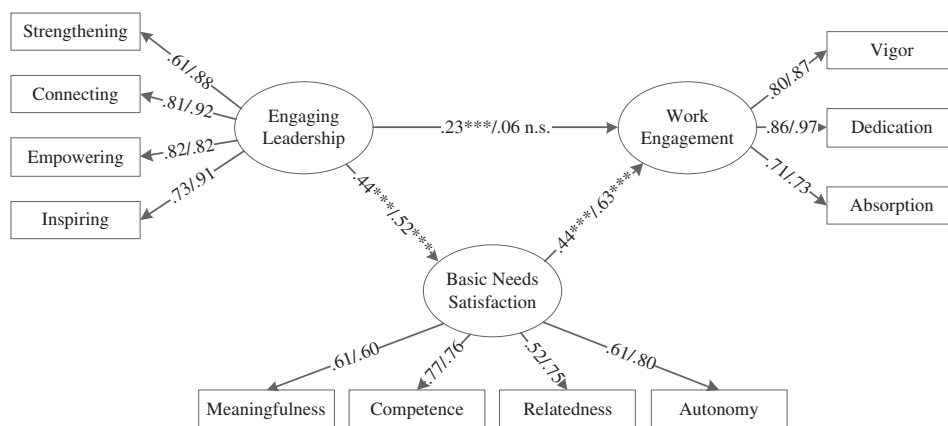 Strengthening
Connecting
Empowering
Inspiring
.61/.88
.81/.92
.82/.82
.73/.91
Engaging
Leadership
.23***/.06 n.s.
Work
Engagement
.80/.87
.86/.97
.71/.73
Vigor
Dedication
Absorption
.44***/.52***
.44***/.63***
Basic Needs
Satisfaction
.61/.60
.77/.76
.52/.75
.61/.80
Meaningfulness
Competence
Relatedness
Autonomy